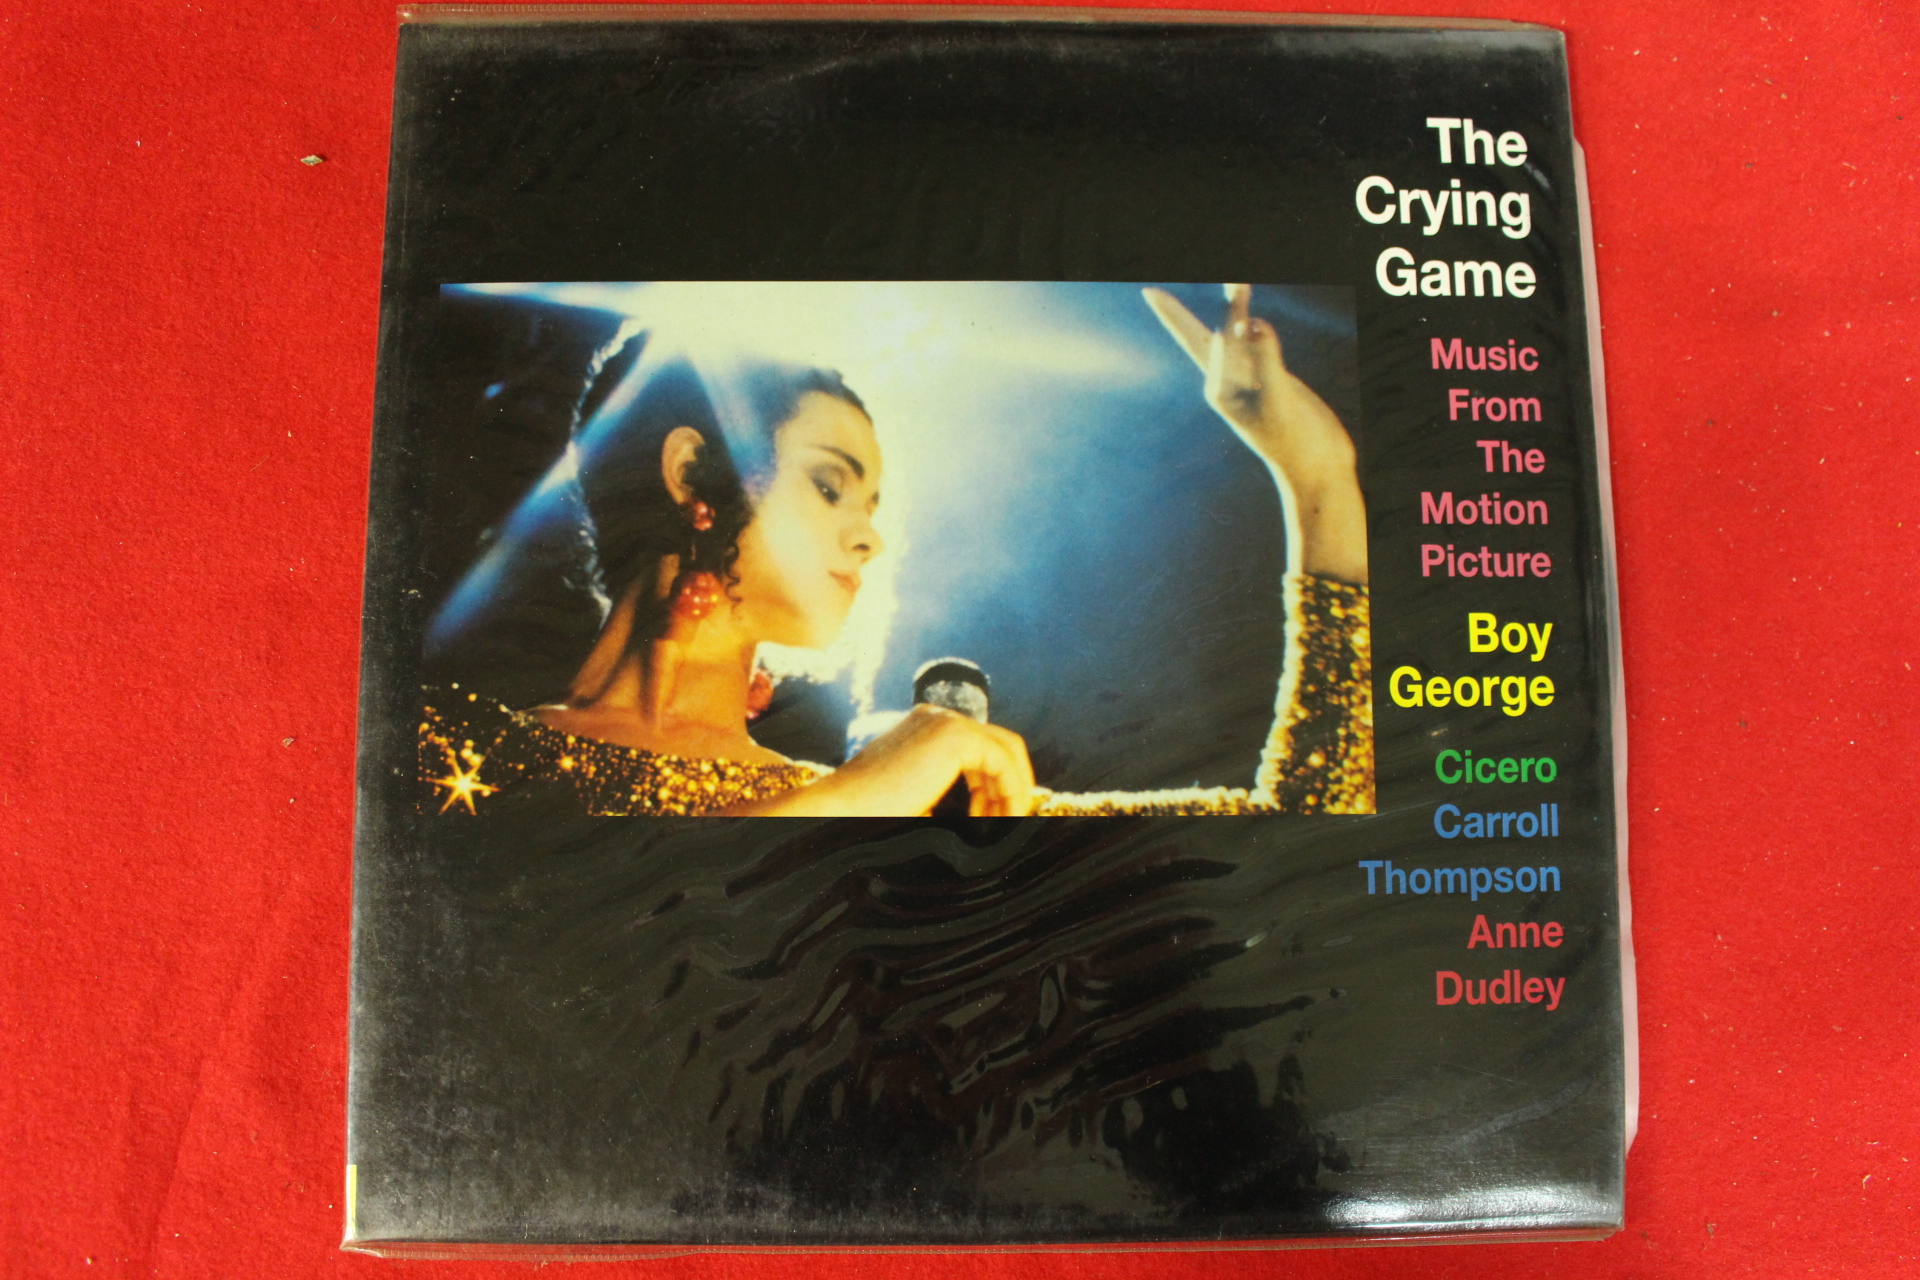 The
Crying
Game
Music
From
The
Motion
Picture
Boy
George
Cicero
Carroll
Thompson
Anne
Dudley